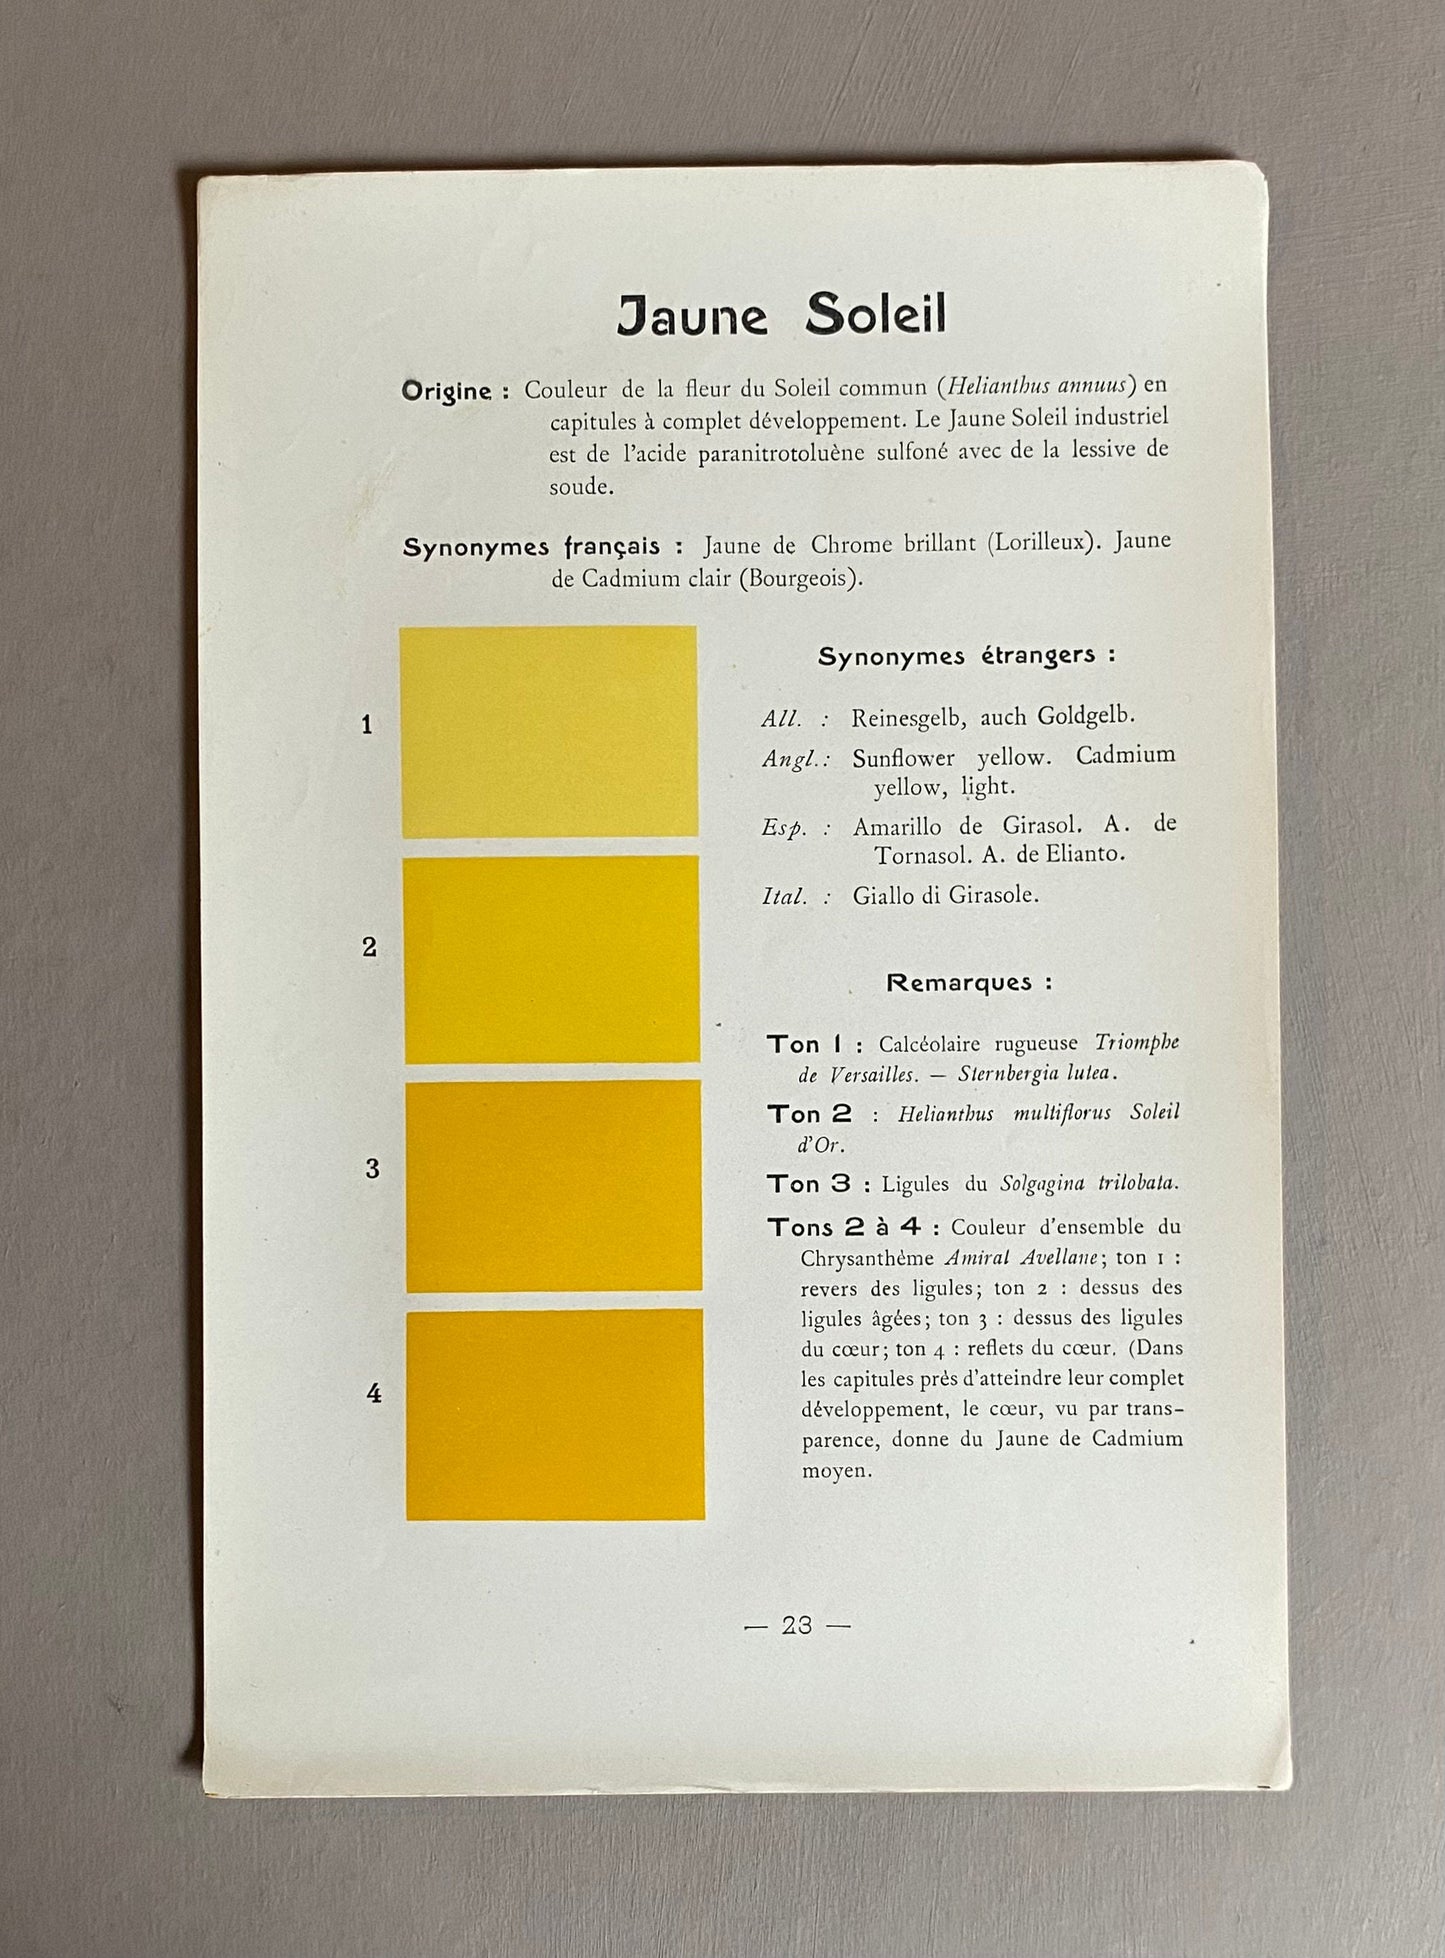 Jaune Soleil
Origine : Couleur de la fleur du Soleil commun (Helianthus annuus) en
capitules à complet développement. Le Jaune Soleil industriel
est de l'acide paranitrotoluène sulfoné avec de la lessive de
soude.
Synonymes français : Jaune de Chrome brillant (Lorilleux). Jaune
de Cadmium clair (Bourgeois).
1
2
3
4
Synonymes étrangers :
All. : Reinesgelb, auch Goldgelb.
Angl.: Sunflower yellow. Cadmium
yellow, light.
Esp. : Amarillo de Girasol. A. de
Tornasol. A. de Elianto.
Ital. : Giallo di Girasole.
Remarques :
Ton 1 : Calcéolaire rugueuse Triomphe
de Versailles. — Sternbergia lutea.
Ton 2 : Helianthus multiflorus Soleil
d'Or.
Ton 3 : Ligules du Solgagina trilobata.
Tons 2 à 4 : Couleur d'ensemble du
Chrysanthème Amiral Avellane; ton 1 :
revers des ligules; ton 2 : dessus des
ligules âgées; ton 3 : dessus des ligules
du cœur; ton 4 : reflets du cœur. (Dans
les capitules près d'atteindre leur complet
développement, le cœur, vu par trans-
parence, donne du Jaune de Cadmium
moyen.
— 23 —